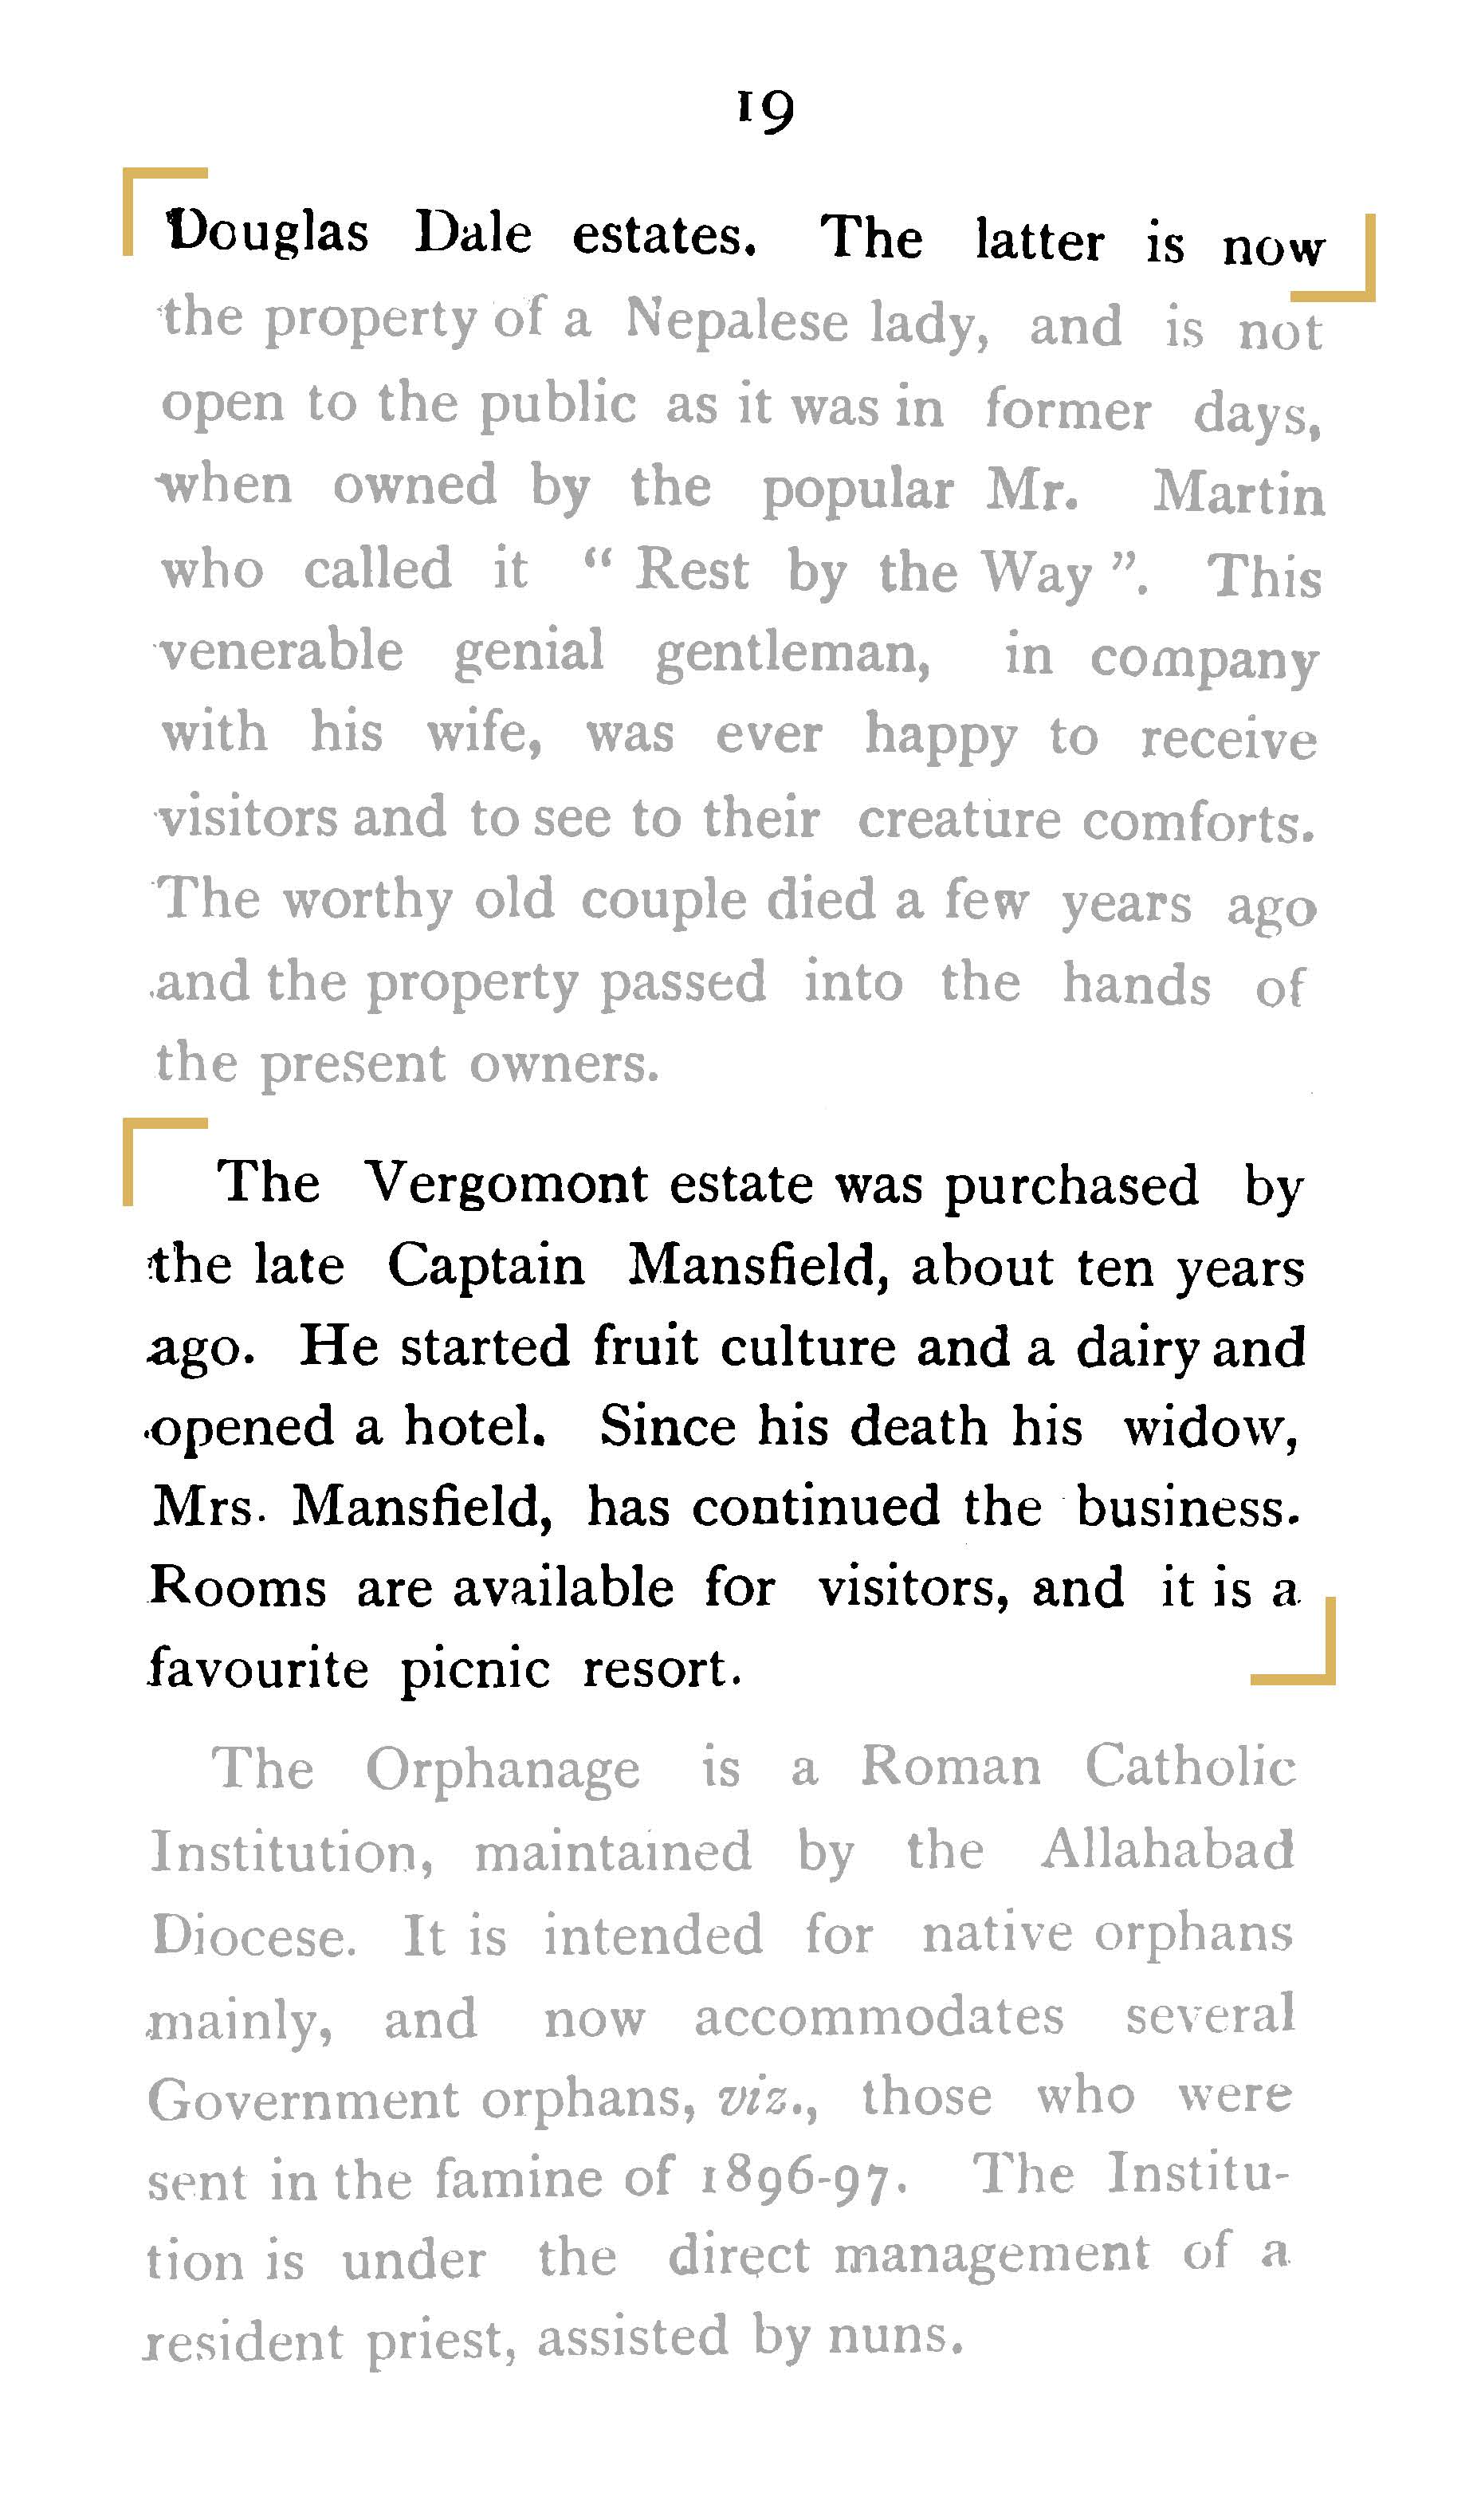 19
Douglas Dale estates. The latter is now
the property of a Nepalese lady, and is not
open to the public as it was in former days,
when owned by the popular Mr. Martin
who called it “ Rest by the Way ”. This
venerable genial gentleman, in company
with his wife, was ever happy to receive
visitors and to see to their creature comforts.
The worthy old couple died a few years ago
and the property passed into the hands of
the present owners.
The Vergomont estate was purchased by
the late Captain Mansfield, about ten years
ago. He started fruit culture and a dairy and
opened a hotel. Since his death his widow,
Mrs. Mansfield, has continued the business.
Rooms are available for visitors, and it is a
favourite picnic resort.
The Orphanage is a Roman Catholic
Institution, maintained by the Allahabad
Diocese. It is intended for native orphans
mainly, and now accommodates several
Government orphans, viz., those who were
sent in the famine of 1896-97. The Institu-
tion is under the direct management of a
resident priest, assisted by nuns.